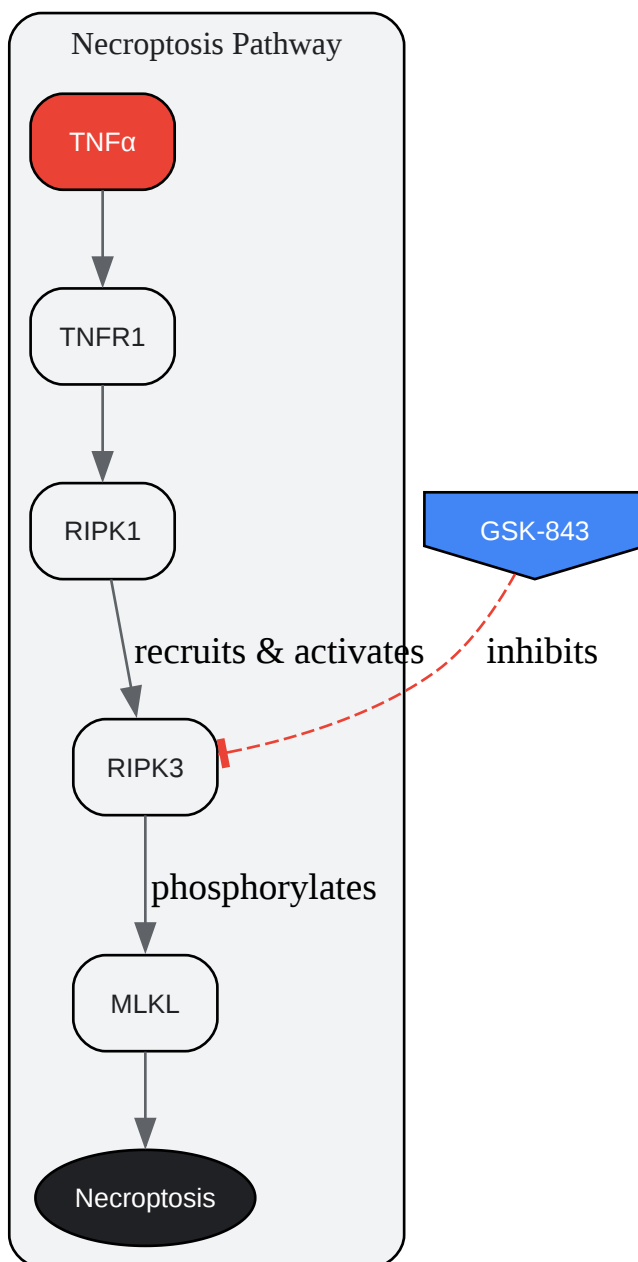 Necroptosis Pathway
TNFα
TNFR1
RIPK1
GSK-843
recruits & activates
inhibits
RIPK3
phosphorylates
MLKL
Necroptosis